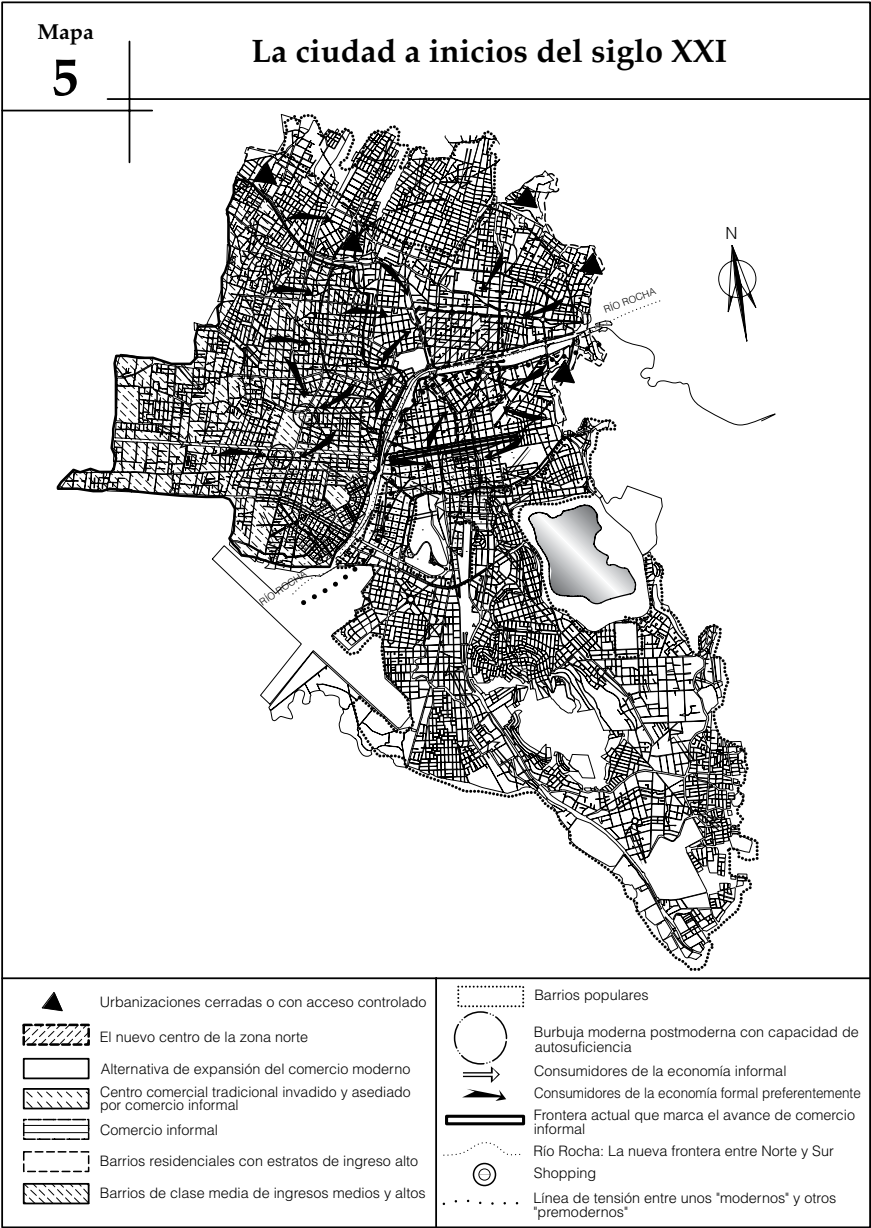 Mapa
5
La ciudad a inicios del siglo XXI
N
RÍO ROCHA
RÍO ROCHA
Urbanizaciones cerradas o con acceso controlado
El nuevo centro de la zona norte
Alternativa de expansión del comercio moderno
Centro comercial tradicional invadido y asediado
por comercio informal
Comercio informal
Barrios residenciales con estratos de ingreso alto
Barrios de clase media de ingresos medios y altos
Barrios populares
Burbuja moderna postmoderna con capacidad de
autosuficiencia
Consumidores de la economía informal
Consumidores de la economía formal preferentemente
Frontera actual que marca el avance de comercio
informal
Río Rocha: La nueva frontera entre Norte y Sur
Shopping
Línea de tensión entre unos "modernos" y otros
"premodernos"